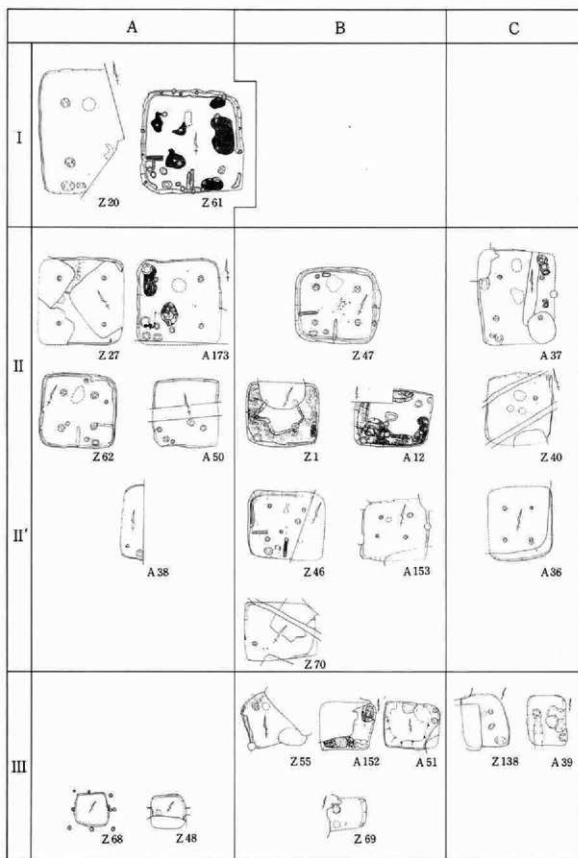 A B C
I
Z 20 Z 61
II
Z 27 A 173 Z 47 A 37
Z 62 A 50 Z 1 A 12 Z 40
II′
A 38 Z 46 A 153 A 36
Z 70
III
Z 55 A 152 A 51 Z 138 A 39
Z 68 Z 48 Z 69